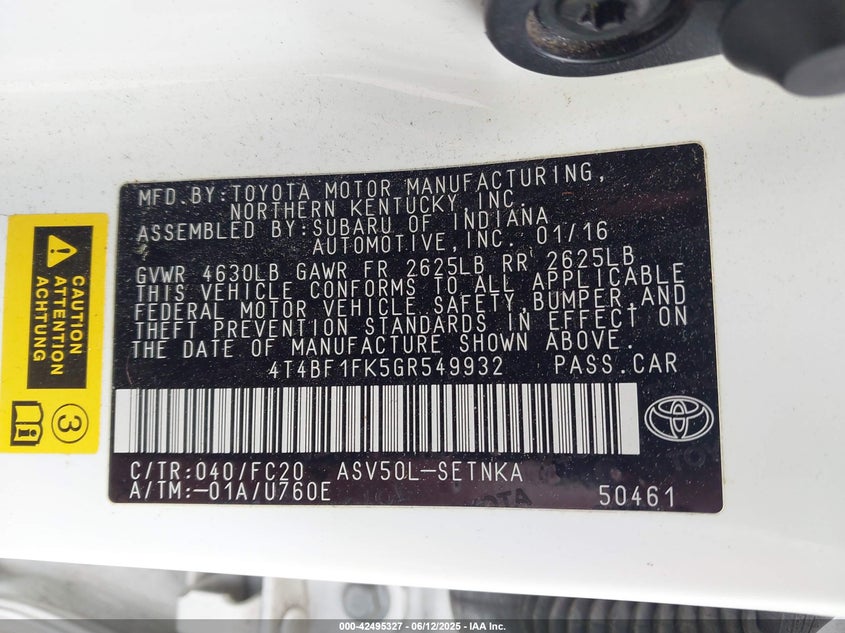 MFD.BY:TOYOTA MOTOR MANUFACTURING,
NORTHERN KENTUCKY, INC.
ASSEMBLED BY:SUBARU OF INDIANA
AUTOMOTIVE,INC. 01/16
GVWR 4630LB GAWR FR 2625LB RR 2625LB
THIS VEHICLE CONFORMS TO ALL APPLICABLE
FEDERAL MOTOR VEHICLE SAFETY,BUMPER,AND
THEFT PREVENTION STANDARDS IN EFFECT ON
THE DATE OF MANUFACTURE SHOWN ABOVE.
4T4BF1FK5GR549932 PASS.CAR
C/TR:040/FC20 ASV50L-SETNKA
A/TM:-01A/U760E 50461
TOYOTA
CAUTION
ATTENTION
ACHTUNG
3
000-42495327 - 06/12/2025 - IAA Inc.